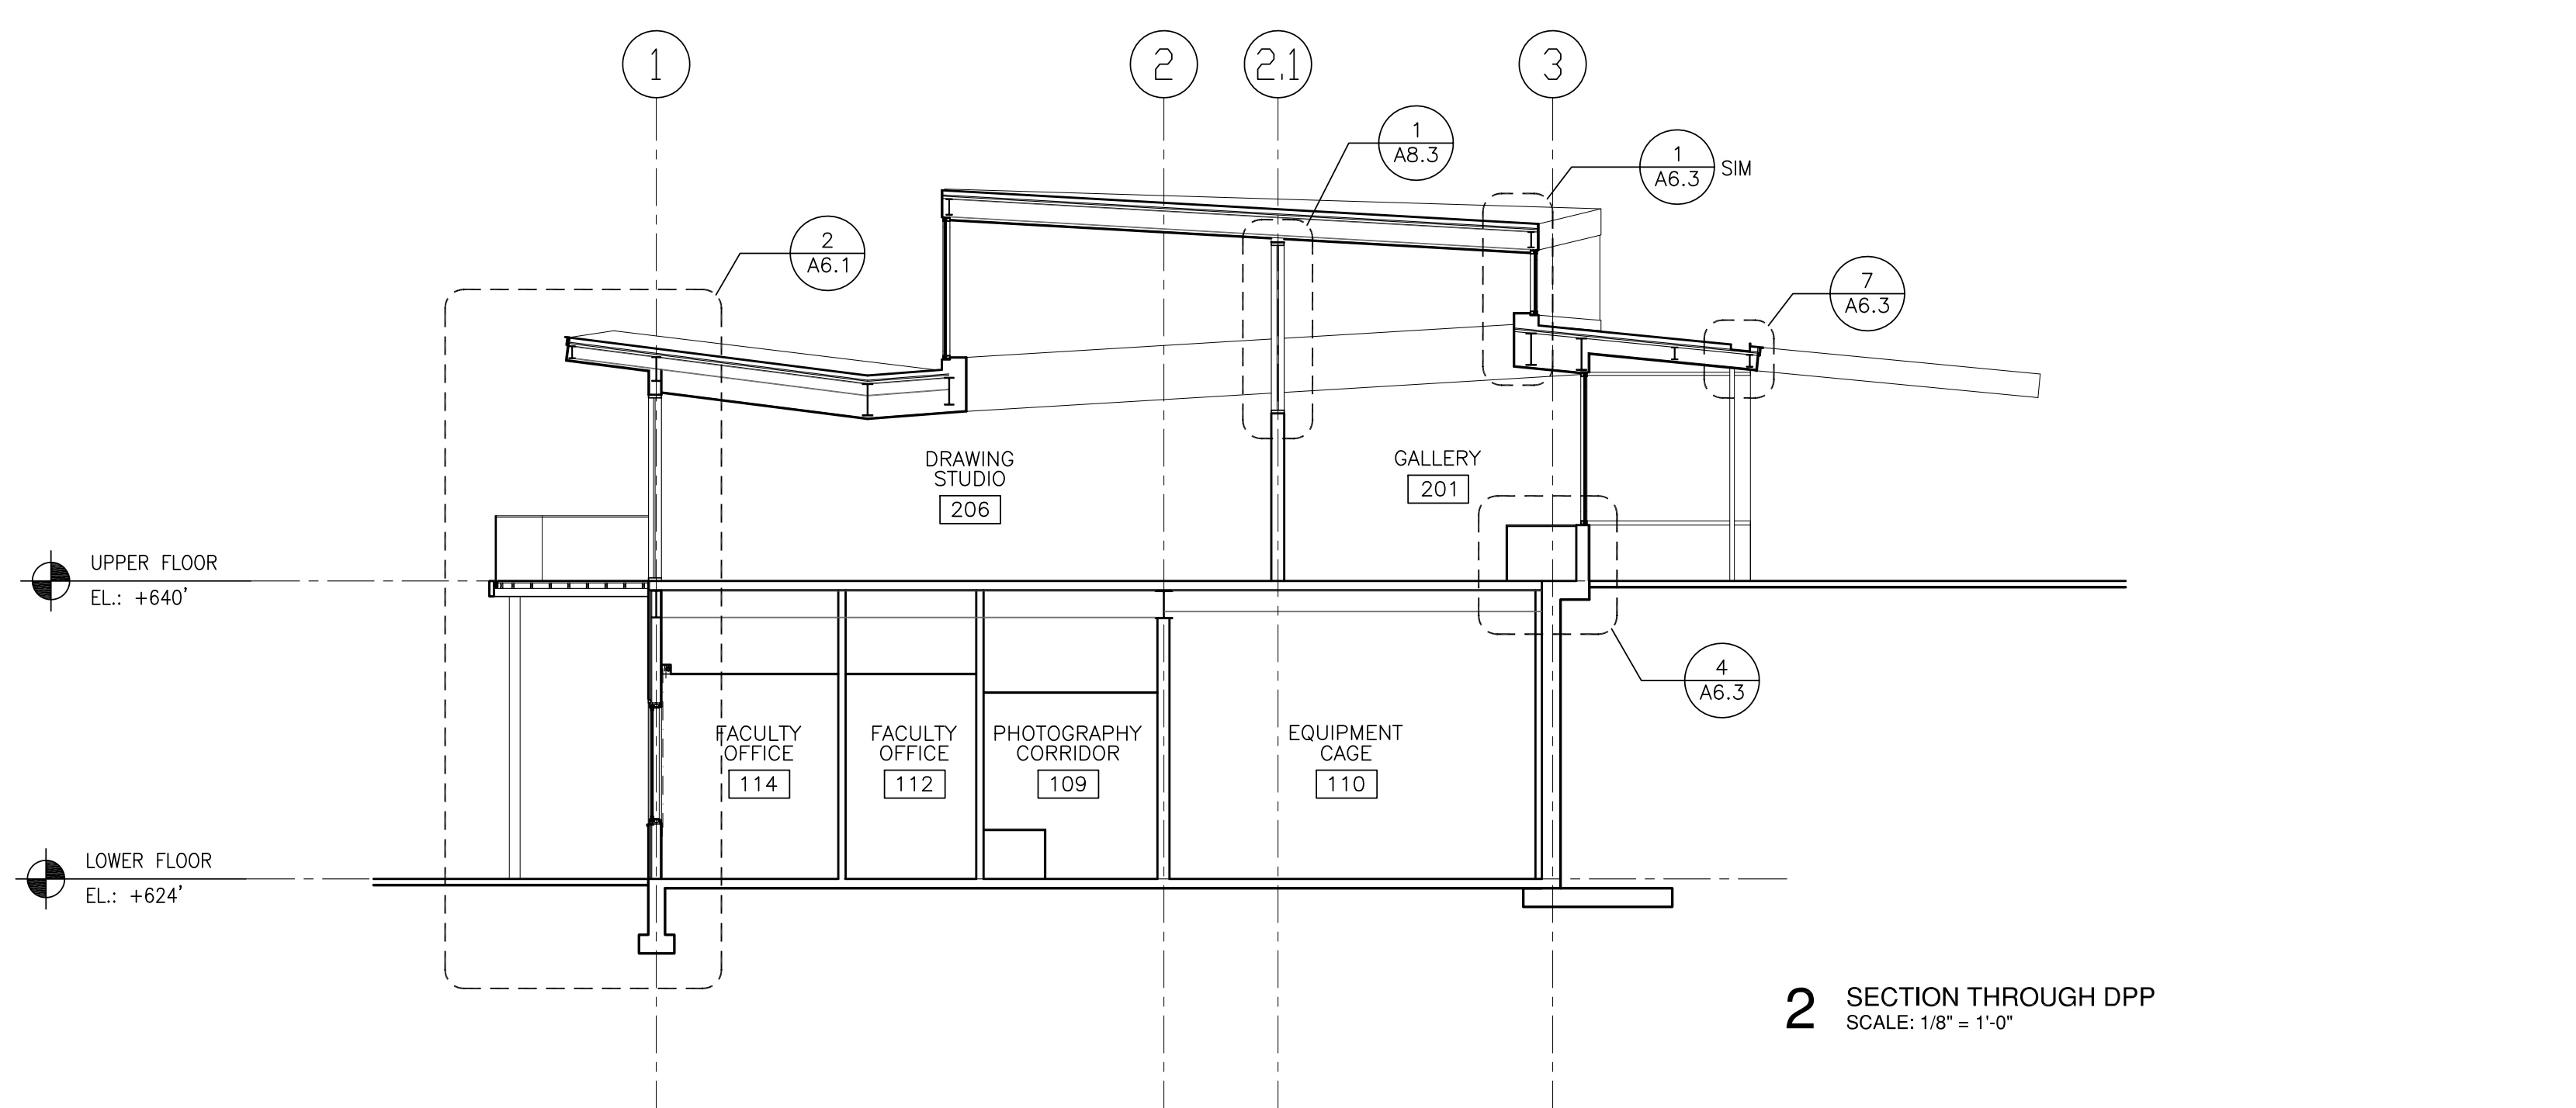 1
2
2.1
3
1
A8.3
1
A6.3
SIM
2
A6.1
7
A6.3
DRAWING
STUDIO
206
GALLERY
201
UPPER FLOOR
EL.: +640'
4
A6.3
FACULTY
OFFICE
114
FACULTY
OFFICE
112
PHOTOGRAPHY
CORRIDOR
109
EQUIPMENT
CAGE
110
LOWER FLOOR
EL.: +624'
2
SECTION THROUGH DPP
SCALE: 1/8" = 1'-0"